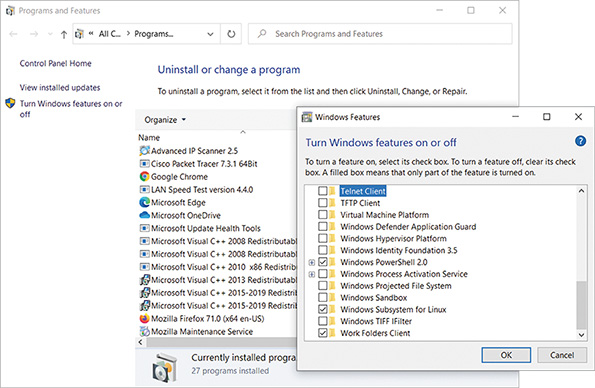 Programs and Features
All C...
Programs...
Search Programs and Features
Control Panel Home
View installed updates
Turn Windows features on or
off
Uninstall or change a program
To uninstall a program, select it from the list and then click Uninstall, Change, or Repair.
Organize
Name
Advanced IP Scanner 2.5
Cisco Packet Tracer 7.3.1 64Bit
Google Chrome
LAN Speed Test version 4.4.0
Microsoft Edge
Microsoft OneDrive
Microsoft Update Health Tools
Microsoft Visual C++ 2008 Redistributabl
Microsoft Visual C++ 2008 Redistributabl
Microsoft Visual C++ 2010 x86 Redistribut
Microsoft Visual C++ 2013 Redistributabl
Microsoft Visual C++ 2015-2019 Redistrib
Microsoft Visual C++ 2015-2019 Redistrib
Mozilla Firefox 71.0 (x64 en-US)
Mozilla Maintenance Service
Currently installed progra
27 programs installed
Windows Features
Turn Windows features on or off
To turn a feature on, select its check box. To turn a feature off, clear its check
box. A filled box means that only part of the feature is turned on.
Telnet Client
TFTP Client
Virtual Machine Platform
Windows Defender Application Guard
Windows Hypervisor Platform
Windows Identity Foundation 3.5
Windows PowerShell 2.0
Windows Process Activation Service
Windows Projected File System
Windows Sandbox
Windows Subsystem for Linux
Windows TIFF IFilter
Work Folders Client
OK
Cancel